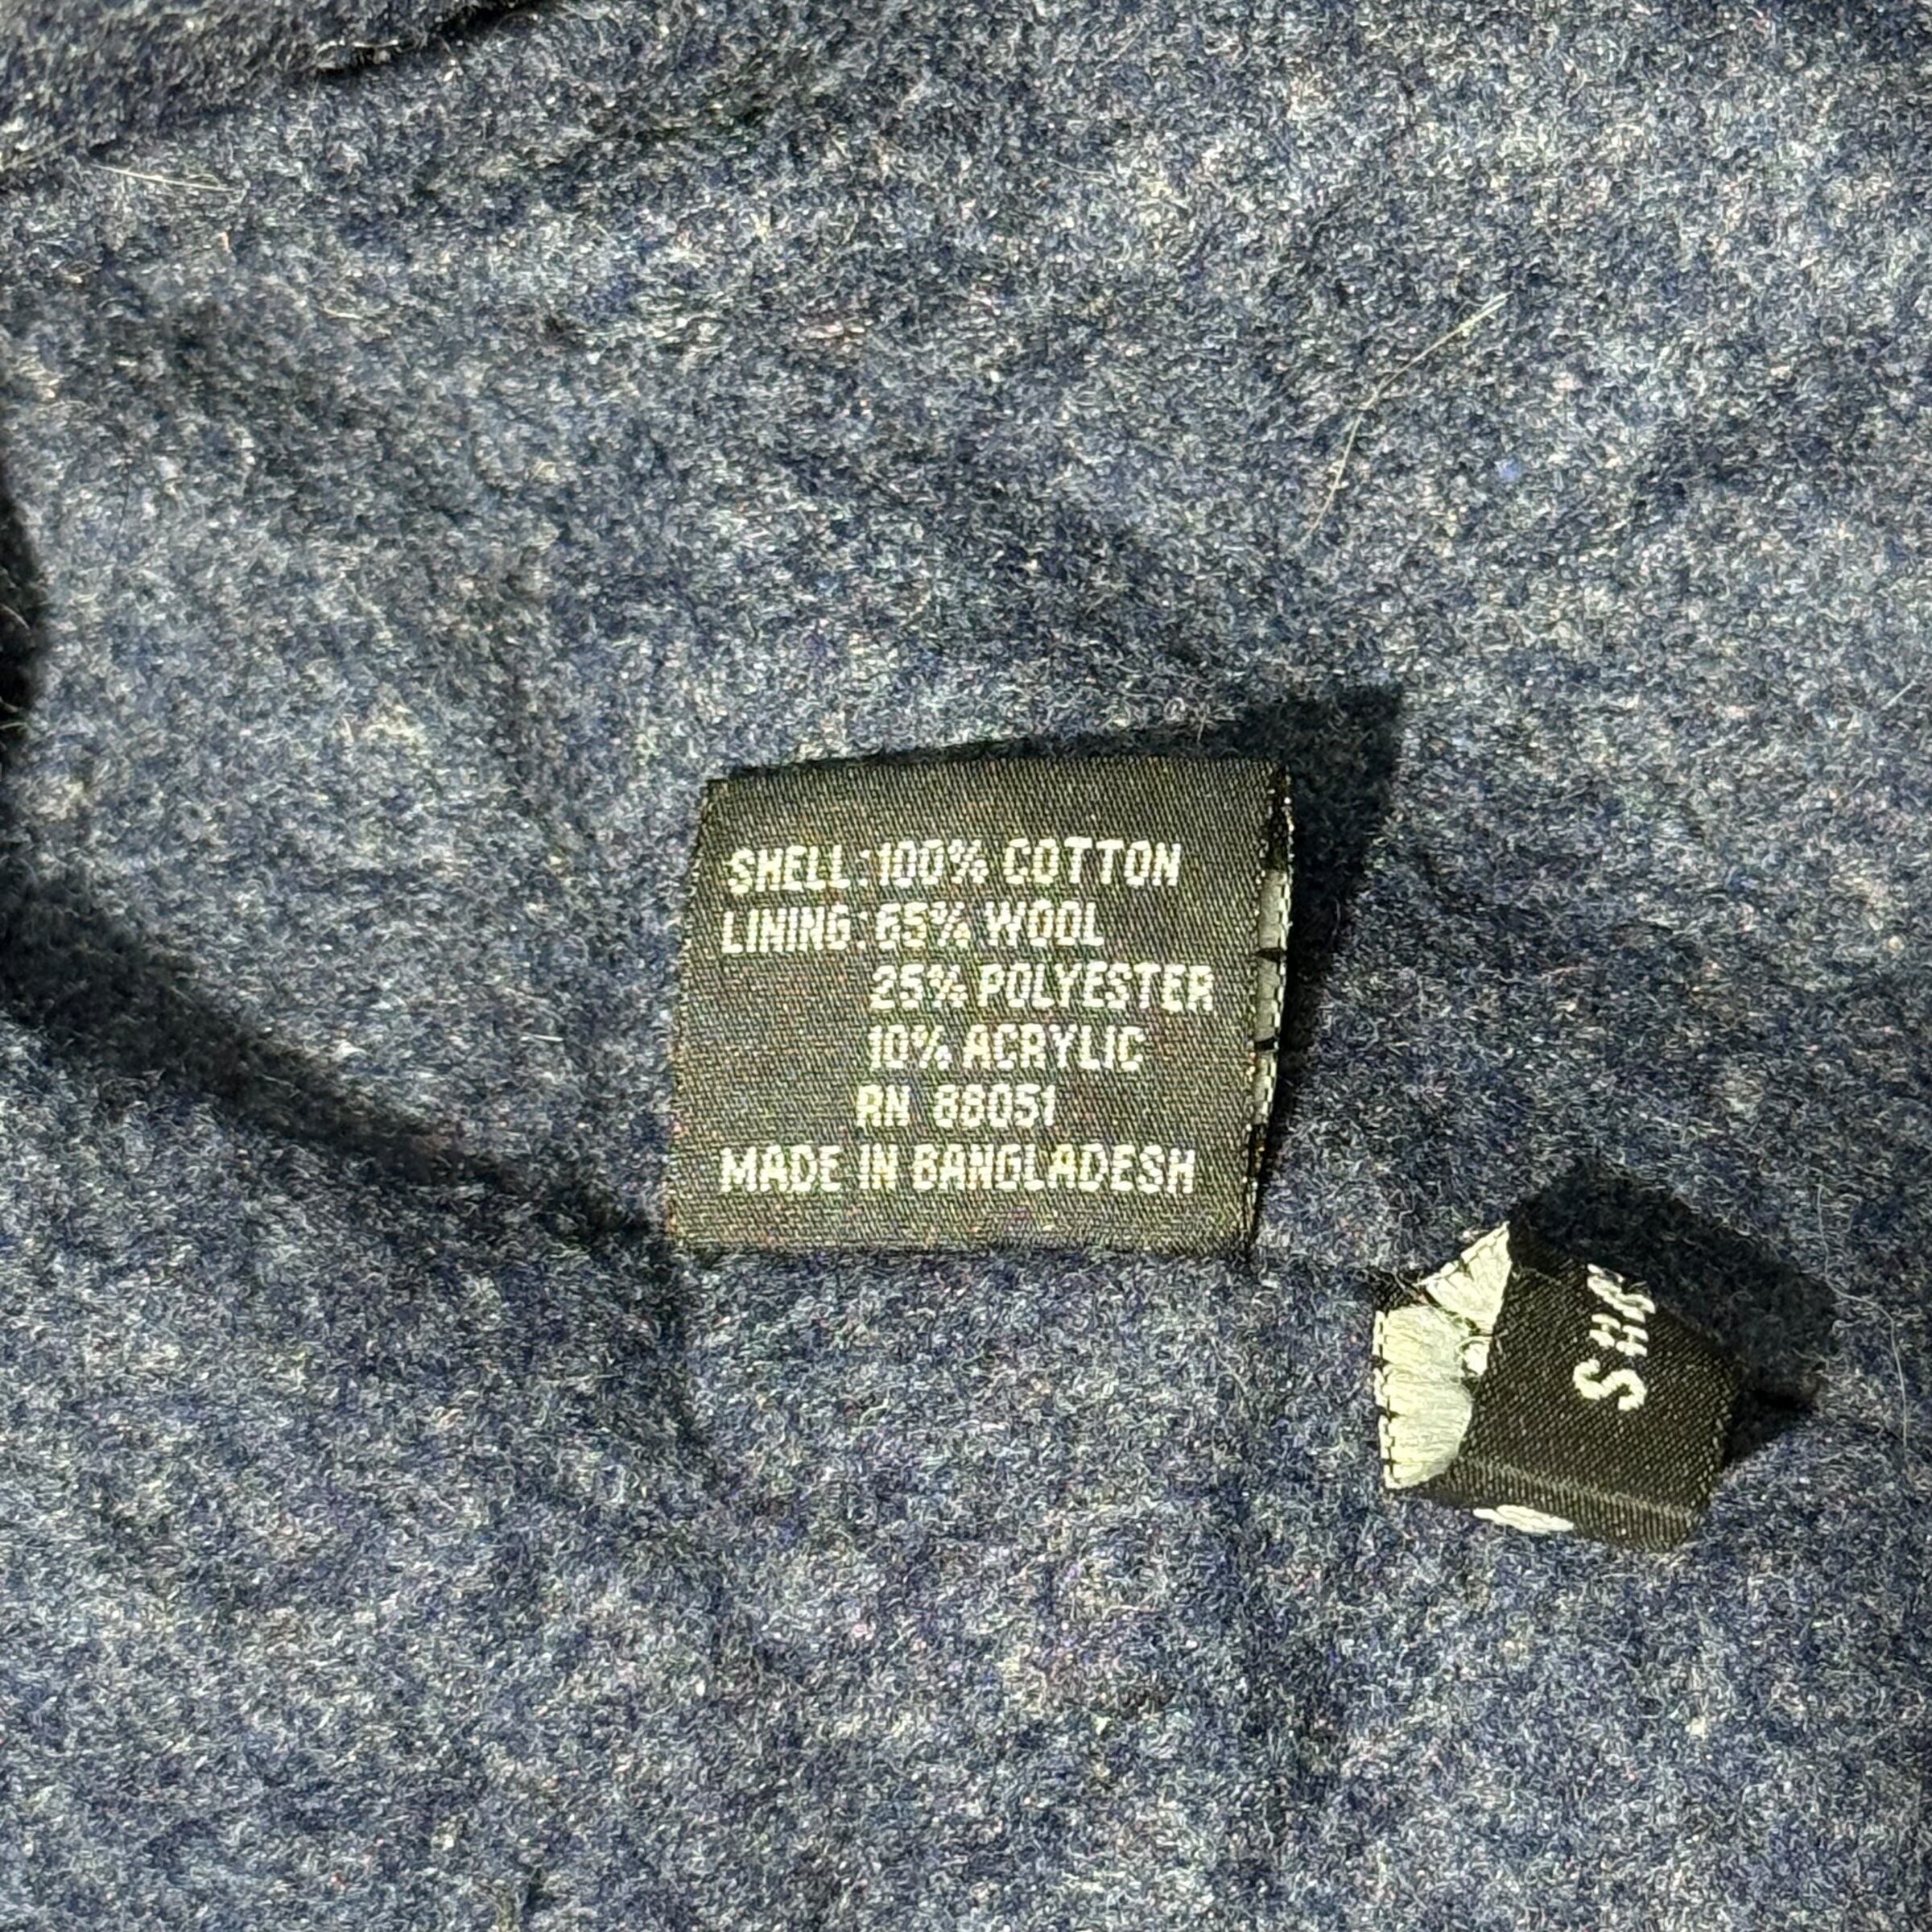 SHELL: 100% COTTON
LINING: 65% WOOL
25% POLYESTER
10% ACRYLIC
RN 88051
MADE IN BANGLADESH